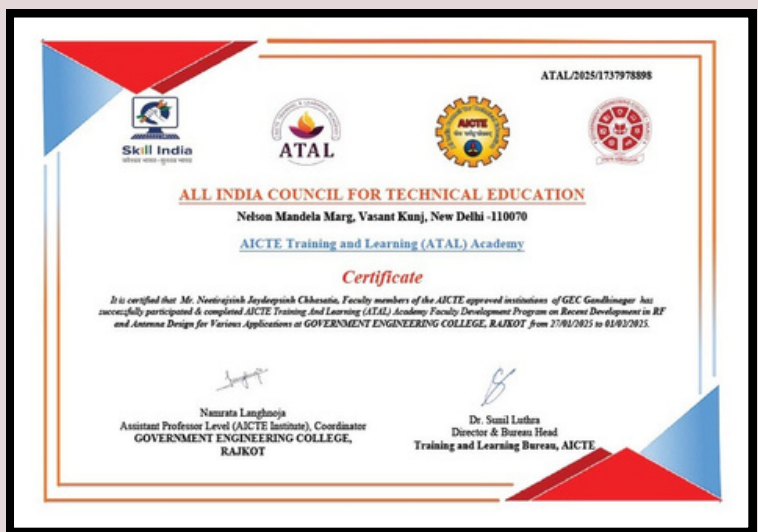 ATAL/2025/1737978898
Skill India
कौशल भारत-कुशल भारत
ATAL
AICTE
ALL INDIA COUNCIL FOR TECHNICAL EDUCATION
Nelson Mandela Marg, Vasant Kunj, New Delhi -110070
AICTE Training and Learning (ATAL) Academy
Certificate
It is certified that Mr. Neetirajsinh Jaydeepsinh Chhasatia, Faculty members of the AICTE approved institutions of GEC Gandhinagar has
successfully participated & completed AICTE Training And Learning (ATAL) Academy Faculty Development Program on Recent Development in RF
and Antenna Design for Various Applications at GOVERNMENT ENGINEERING COLLEGE, RAJKOT from 27/01/2025 to 01/02/2025.
Namrata Langhnoja
Assistant Professor Level (AICTE Institute), Coordinator
GOVERNMENT ENGINEERING COLLEGE,
RAJKOT
Dr. Sunil Luthra
Director & Bureau Head
Training and Learning Bureau, AICTE